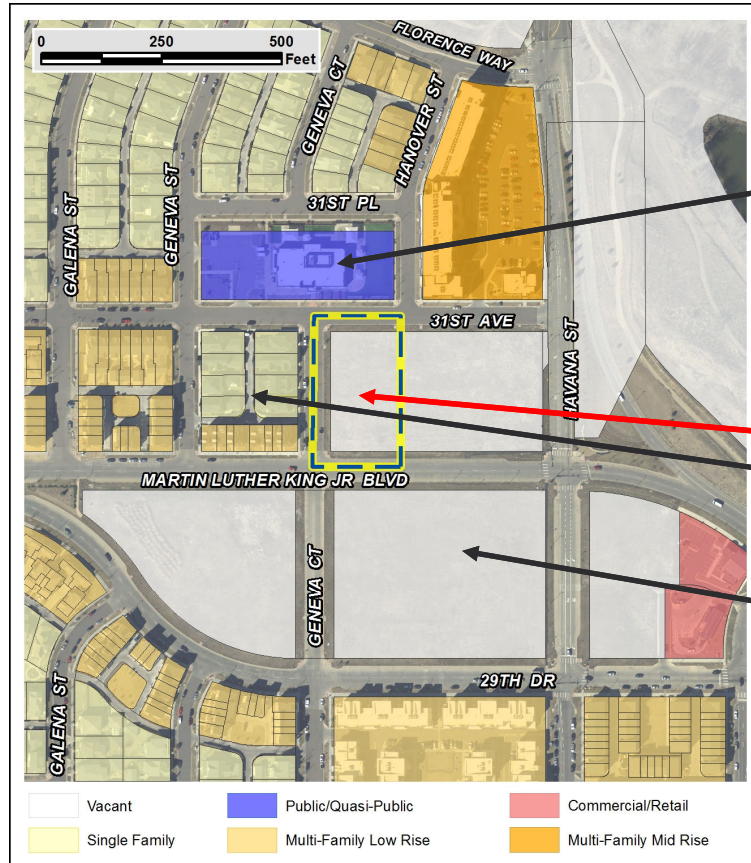 0 250 500
Feet
FLORENCE WAY
GENEVA CT
HANOVER ST
31ST PL
GENEVA ST
GALENA ST
31ST AVE
HAVANA ST
MARTIN LUTHER KING JR BLVD
GENEVA CT
29TH DR
GALENA ST
Vacant
Public/Quasi-Public
Commercial/Retail
Single Family
Multi-Family Low Rise
Multi-Family Mid Rise